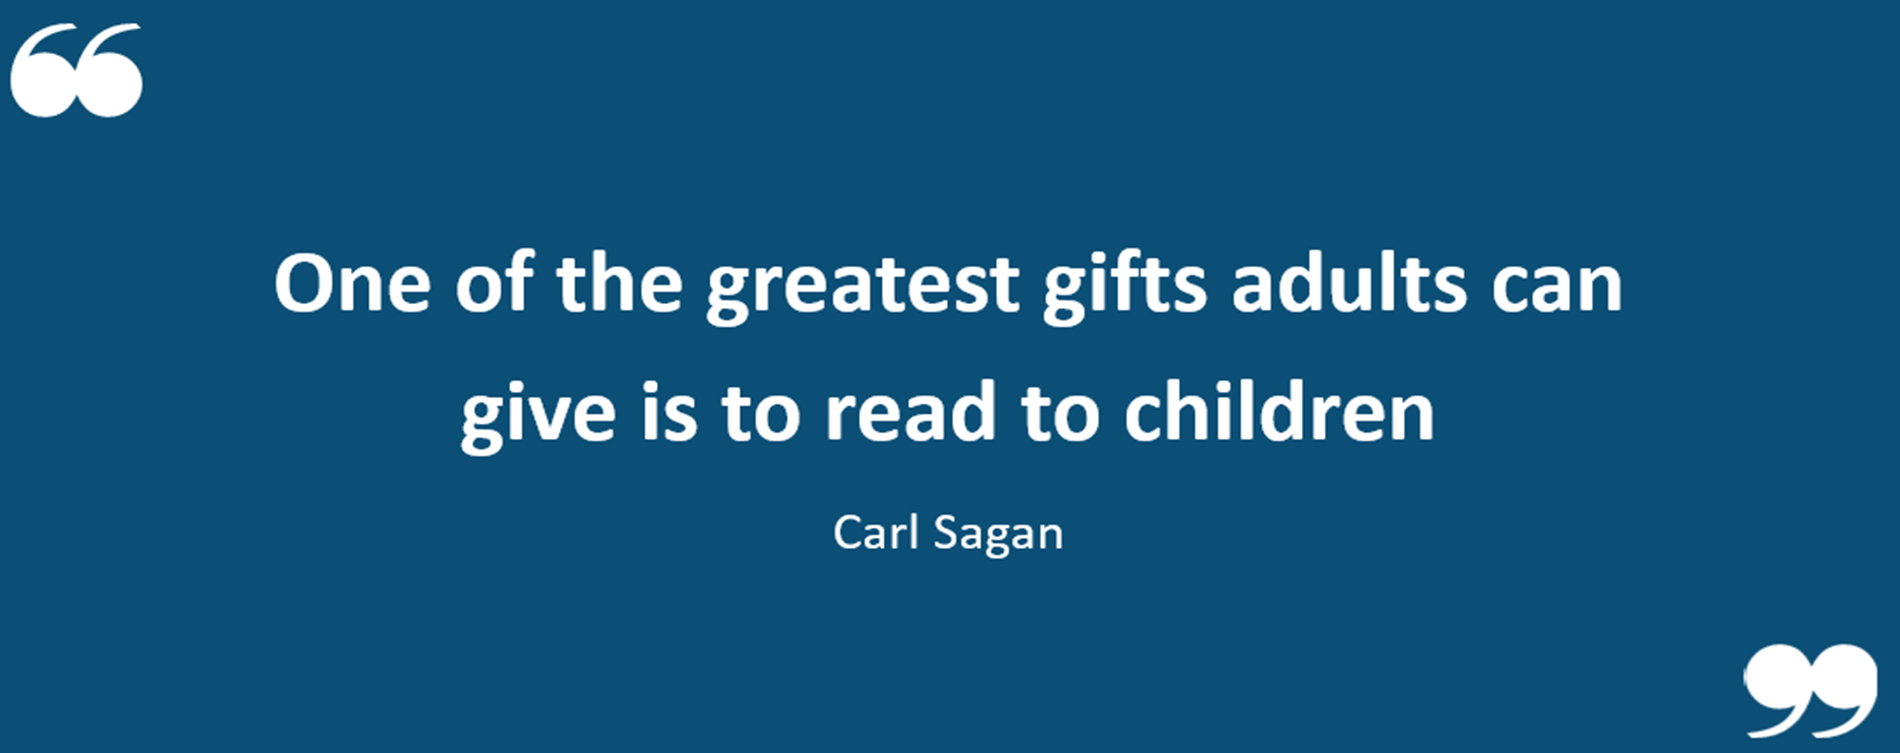 “
One of the greatest gifts adults can
give is to read to children
Carl Sagan
”